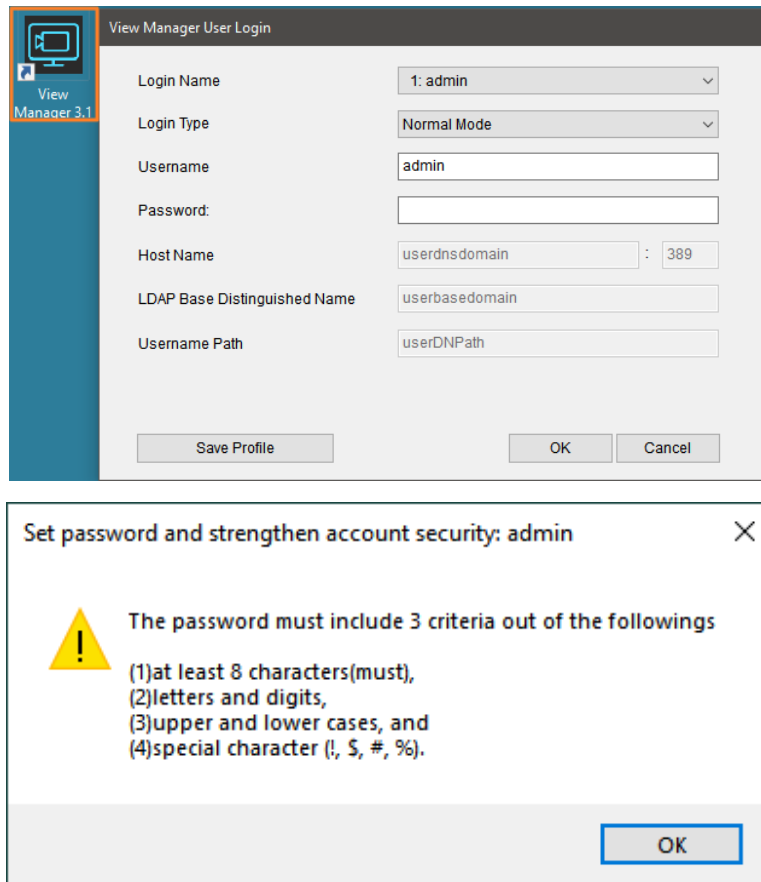 View
Manager 3.1
View Manager User Login
Login Name 1: admin
Login Type Normal Mode
Username admin
Password:
Host Name userdnsdomain : 389
LDAP Base Distinguished Name userbasedomain
Username Path userDNPath
Save Profile OK Cancel
Set password and strengthen account security: admin
The password must include 3 criteria out of the followings
(1)at least 8 characters(must),
(2)letters and digits,
(3)upper and lower cases, and
(4)special character (!, $, #, %).
OK